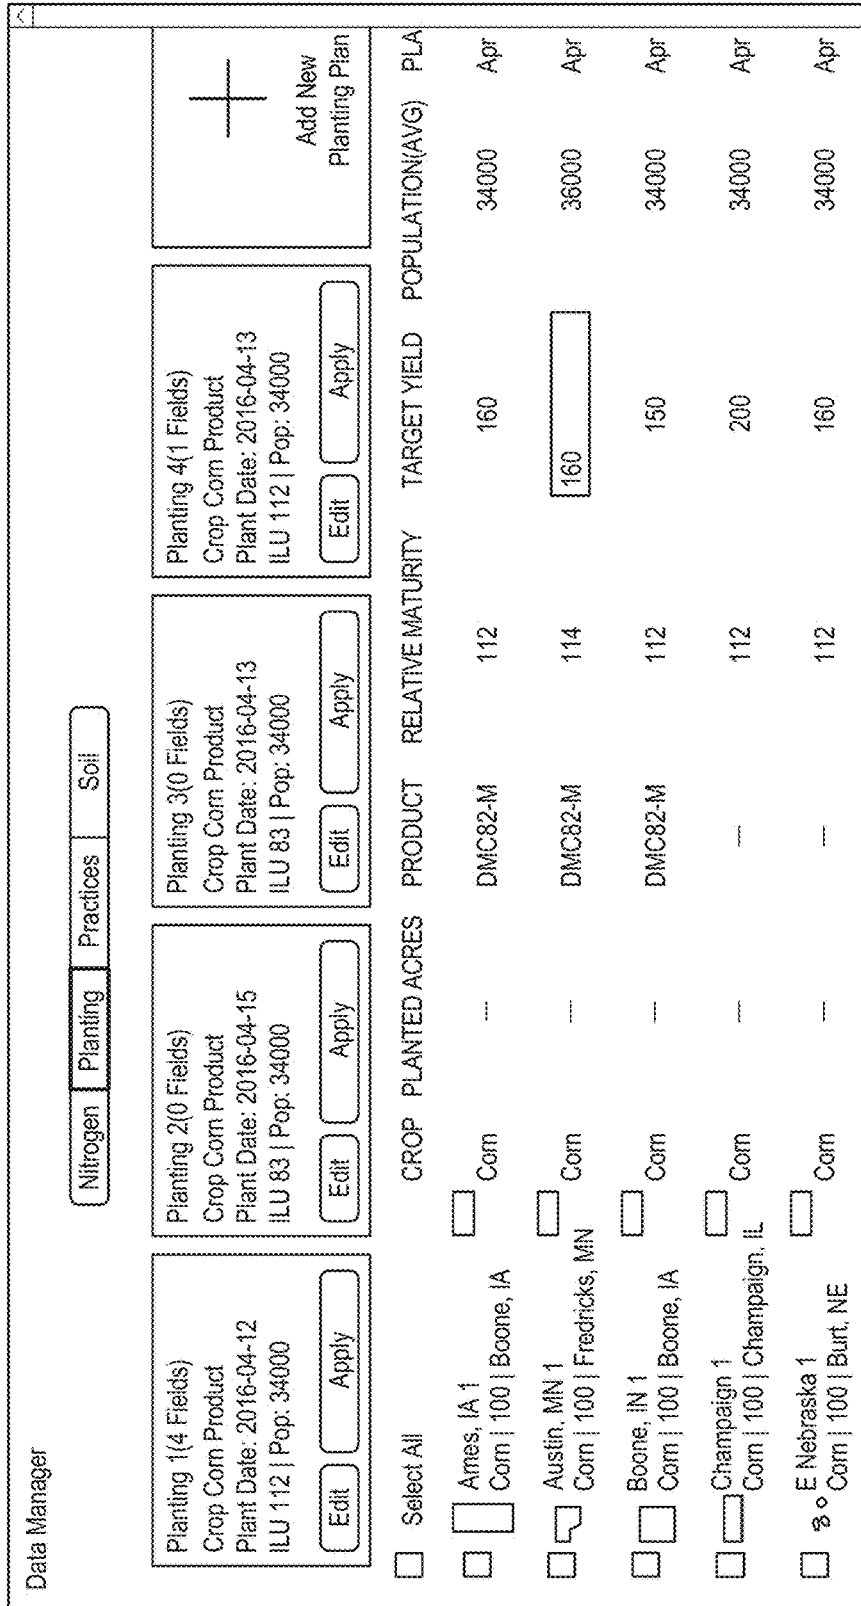 Data Manager
Nitrogen Planting Practices Soil
Planting 1(4 Fields)
Crop Corn Product
Plant Date: 2016-04-12
ILU 112 | Pop: 34000
Edit Apply
Planting 2(0 Fields)
Crop Corn Product
Plant Date: 2016-04-15
ILU 83 | Pop: 34000
Edit Apply
Planting 3(0 Fields)
Crop Corn Product
Plant Date: 2016-04-13
ILU 83 | Pop: 34000
Edit Apply
Planting 4(1 Fields)
Crop Corn Product
Plant Date: 2016-04-13
ILU 112 | Pop: 34000
Edit Apply
Add New
Planting Plan
Select All CROP PLANTED ACRES PRODUCT RELATIVE MATURITY TARGET YIELD POPULATION(AVG) PLA
Ames, IA 1
Corn | 100 | Boone, IA Corn --- DMC82-M 112 160 34000 Apr
Austin, MN 1
Corn | 100 | Fredricks, MN Corn --- DMC82-M 114 160 36000 Apr
Boone, IN 1
Corn | 100 | Boone, IA Corn --- DMC82-M 112 150 34000 Apr
Champaign 1
Corn | 100 | Champaign, IL Corn --- --- 112 200 34000 Apr
E Nebraska 1
Corn | 100 | Burt, NE Corn --- --- 112 160 34000 Apr